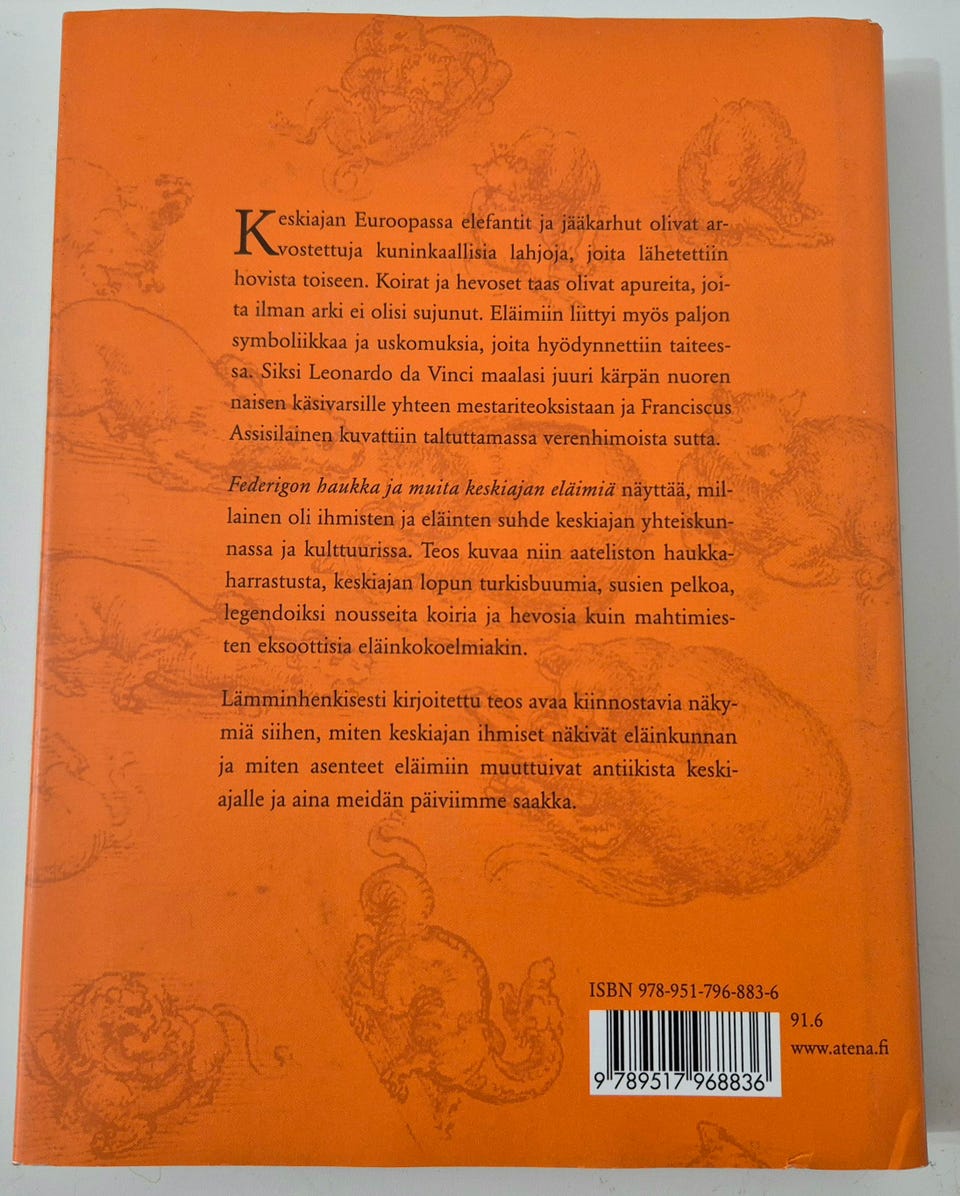 Keskiajan Euroopassa elefantit ja jääkarhut olivat ar-
vostettuja kuninkaallisia lahjoja, joita lähetettiin
hovista toiseen. Koirat ja hevoset taas olivat apureita, joi-
ta ilman arki ei olisi sujunut. Eläimiin liittyi myös paljon
symboliikkaa ja uskomuksia, joita hyödynnettiin taitees-
sa. Siksi Leonardo da Vinci maalasi juuri kärpän nuoren
naisen käsivarsille yhteen mestariteoksistaan ja Franciscus
Assisilainen kuvattiin taltuttamassa verenhimoista sutta.
Federigon haukka ja muita keskiajan eläimiä näyttää, mil-
lainen oli ihmisten ja eläinten suhde keskiajan yhteiskun-
nassa ja kulttuurissa. Teos kuvaa niin aateliston haukka-
harrastusta, keskiajan lopun turkisbuumia, susien pelkoa,
legendoiksi nousseita koiria ja hevosia kuin mahtimies-
ten eksoottisia eläinkokoelmiakin.
Lämminhenkisesti kirjoitettu teos avaa kiinnostavia näky-
miä siihen, miten keskiajan ihmiset näkivät eläinkunnan
ja miten asenteet eläimiin muuttuivat antiikista keski-
ajalle ja aina meidän päiviimme saakka.
ISBN 978-951-796-883-6
91.6
www.atena.fi
9 789517 968836